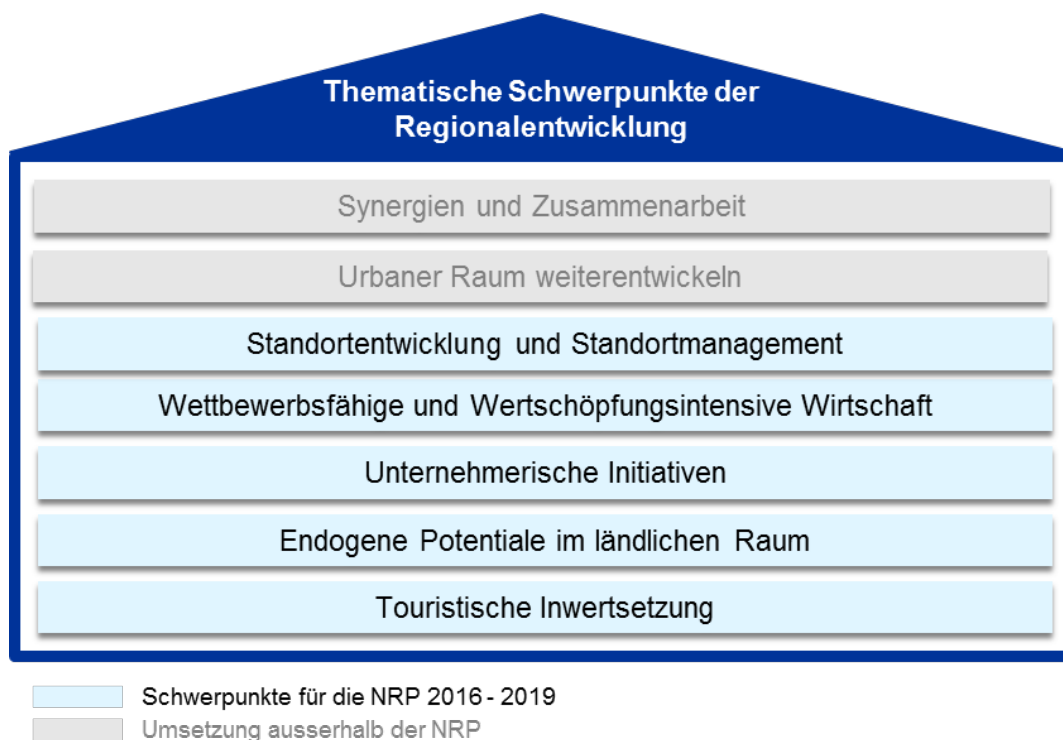 Thematische Schwerpunkte der
Regionalentwicklung
Synergien und Zusammenarbeit
Urbaner Raum weiterentwickeln
Standortentwicklung und Standortmanagement
Wettbewerbsfähige und Wertschöpfungsintensive Wirtschaft
Unternehmerische Initiativen
Endogene Potentiale im ländlichen Raum
Touristische Inwertsetzung
Schwerpunkte für die NRP 2016 - 2019
Umsetzung ausserhalb der NRP